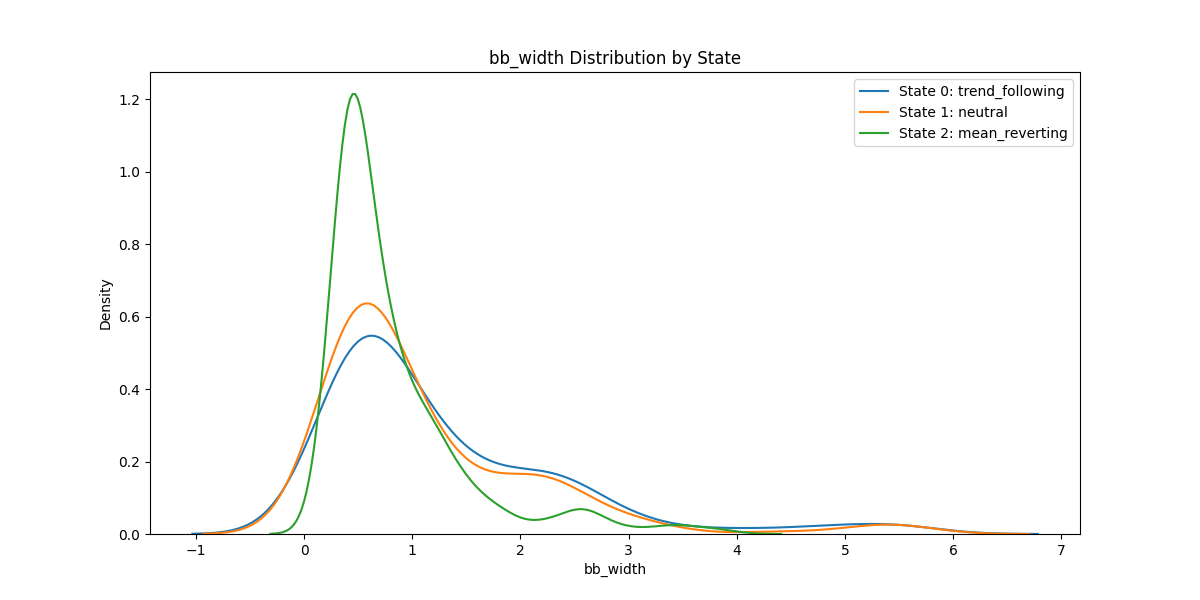 bb_width Distribution by State
State 0: trend_following
State 1: neutral
State 2: mean_reverting
Density
1.2
1.0
0.8
0.6
0.4
0.2
0.0
−1 0 1 2 3 4 5 6 7
bb_width